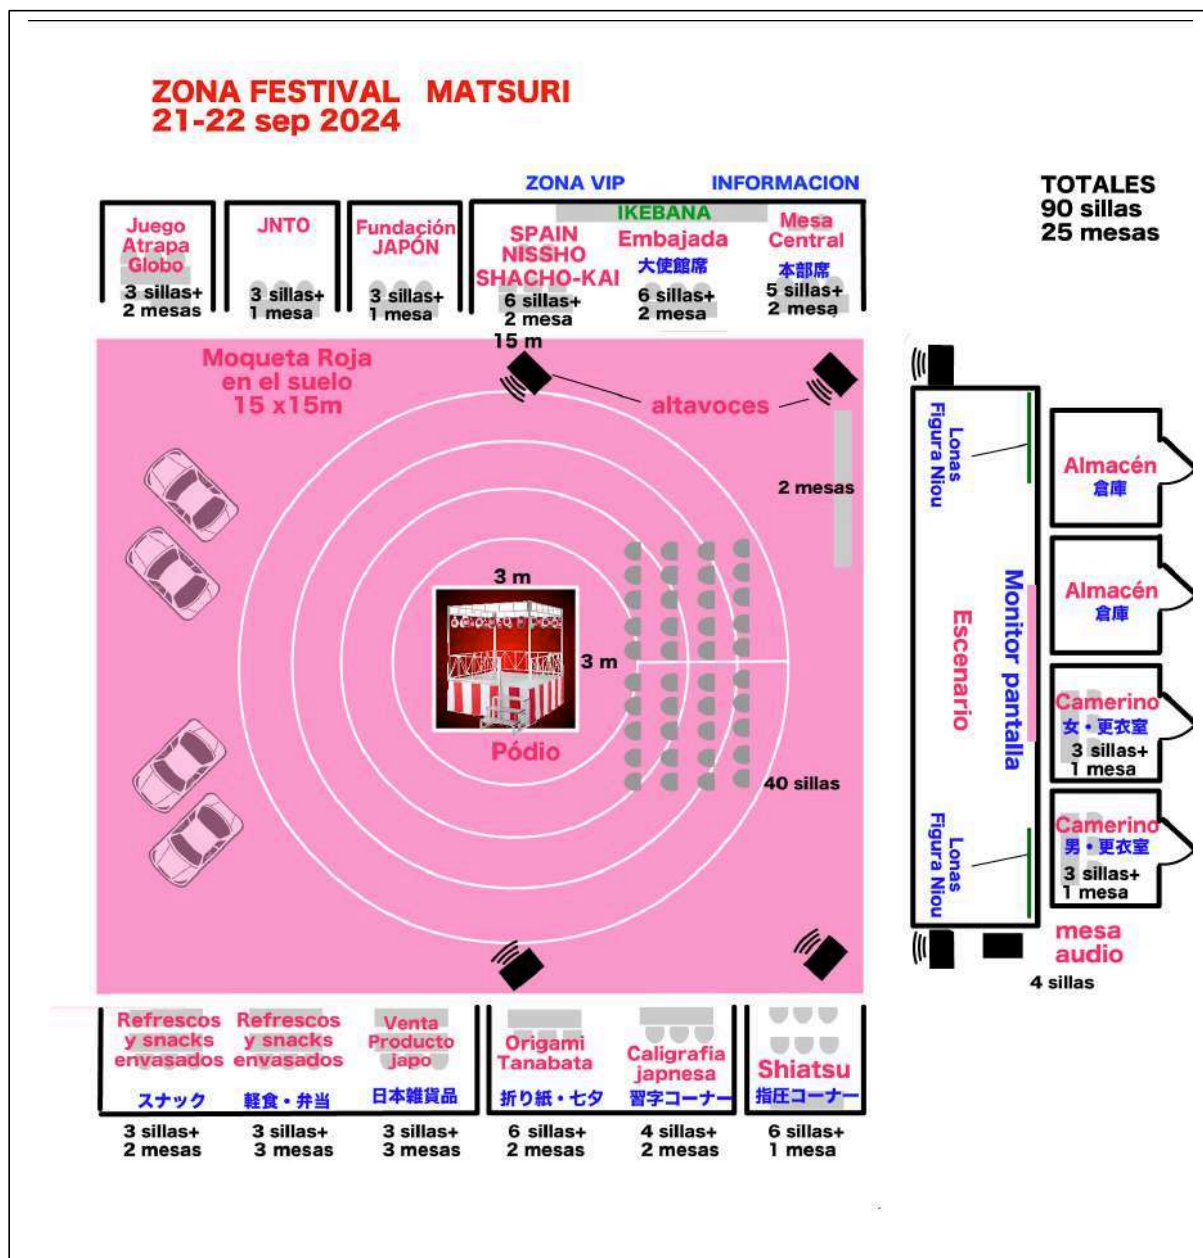 ZONA FESTIVAL MATSURI
21-22 sep 2024
ZONA VIP
INFORMACION
TOTALES
90 sillas
25 mesas
Juego
Atrapa
Globo
3 sillas+
2 mesas
JNTO
3 sillas+
1 mesa
Fundación
JAPÓN
3 sillas+
1 mesa
IKEBANA
SPAIN
NISSHO
SHACHO-KAI
6 sillas+
2 mesa
Embajada
大使館席
6 sillas+
2 mesa
Mesa
Central
本部席
5 sillas+
2 mesa
15 m
Moqueta Roja
en el suelo
15 x15m
altavoces
2 mesas
3 m
3 m
Pódio
40 sillas
Lonas
Figura Niou
Escenario
Monitor pantalla
Lonas
Figura Niou
Almacén
倉庫
Almacén
倉庫
Camerino
女・更衣室
3 sillas+
1 mesa
Camerino
男・更衣室
3 sillas+
1 mesa
mesa
audio
4 sillas
Refrescos
y snacks
envasados
スナック
3 sillas+
2 mesas
Refrescos
y snacks
envasados
軽食・弁当
3 sillas+
3 mesas
Venta
Producto
japo
日本雑貨品
3 sillas+
3 mesas
Origami
Tanabata
折り紙・七夕
6 sillas+
2 mesas
Caligrafia
japnesa
習字コーナー
4 sillas+
2 mesas
Shiatsu
指圧コーナー
6 sillas+
1 mesa